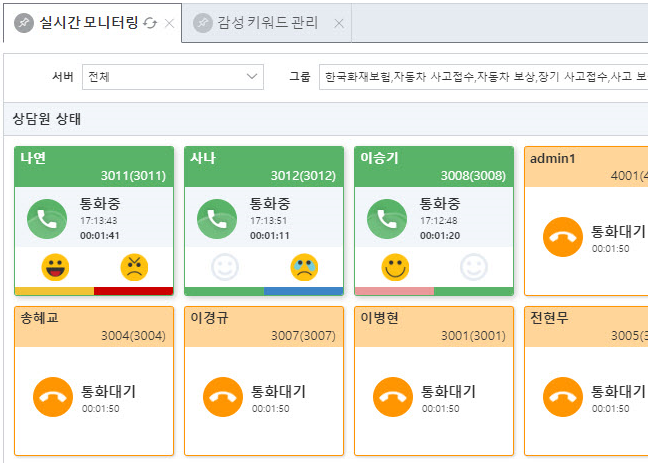 실시간 모니터링
감성 키워드 관리
서버 전체 그룹 한국화재보험,자동차 사고접수,자동차 보상,장기 사고접수,사고 보
상담원 상태
나연 사나 이승기 admin1
3011(3011) 3012(3012) 3008(3008) 4001(4
통화중 통화중 통화중 통화대기
17:13:43 17:13:51 17:12:48 00:01:50
00:01:41 00:01:11 00:01:20
송혜교 이경규 이병현 전현무
3004(3004) 3007(3007) 3001(3001) 3005(3
통화대기 통화대기 통화대기 통화대기
00:01:50 00:01:50 00:01:50 00:01:50